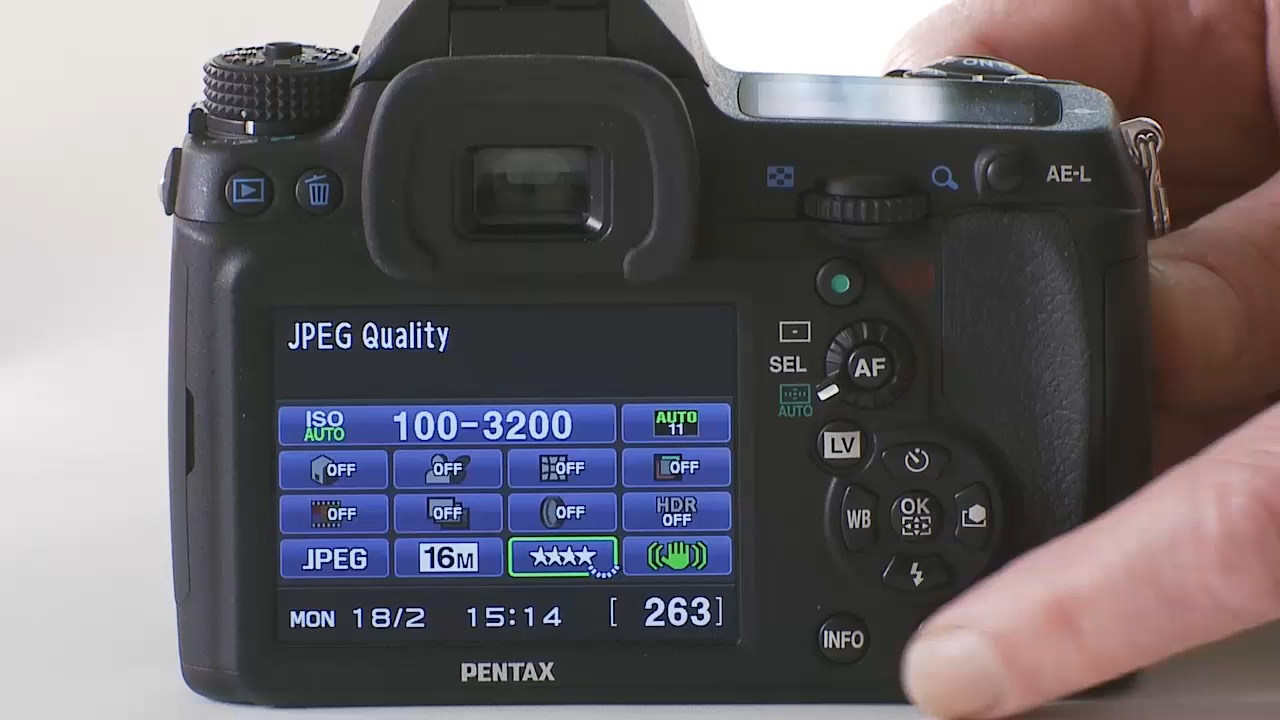 AE-L
JPEG Quality
SEL
AF
AUTO
ISO AUTO 100-3200 AUTO 11
LV
OFF OFF OFF OFF
OFF OFF OFF HDR OFF
WB OK
JPEG 16M ★★★★
MON 18/2 15:14 [ 263]
INFO
PENTAX